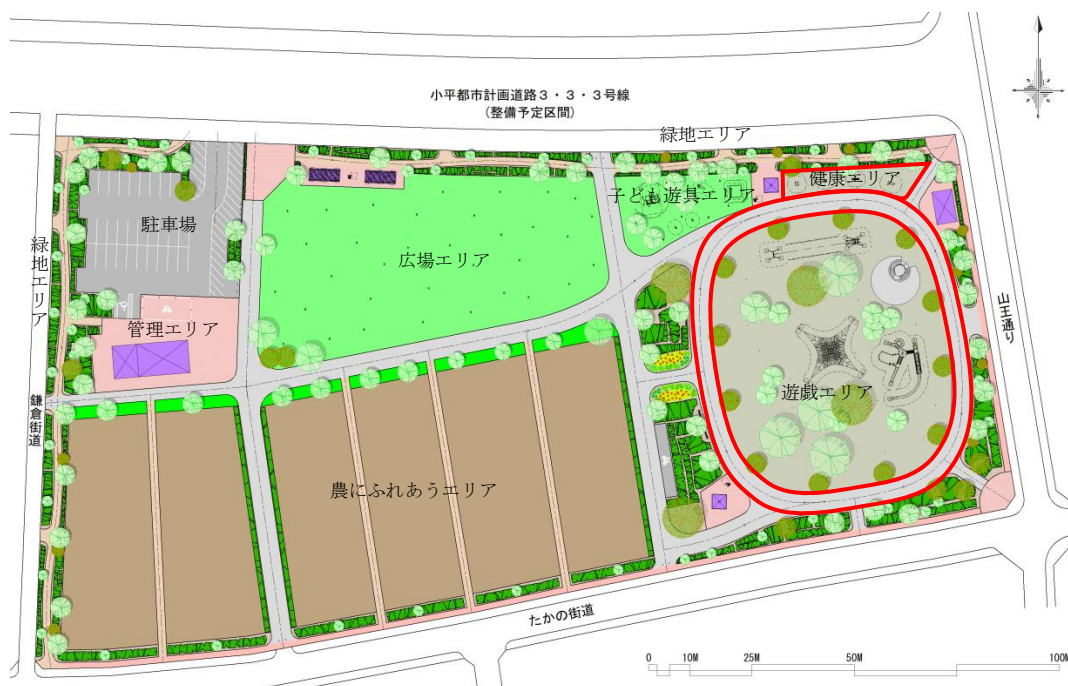 小平都市計画道路3・3・3号線
(整備予定区間)
緑地エリア
健康エリア
子ども遊具エリア
駐車場
広場エリア
緑地エリア
管理エリア
山王通り
遊戯エリア
鎌倉街道
農にふれあうエリア
たかの街道
0 10M 25M 50M 100M